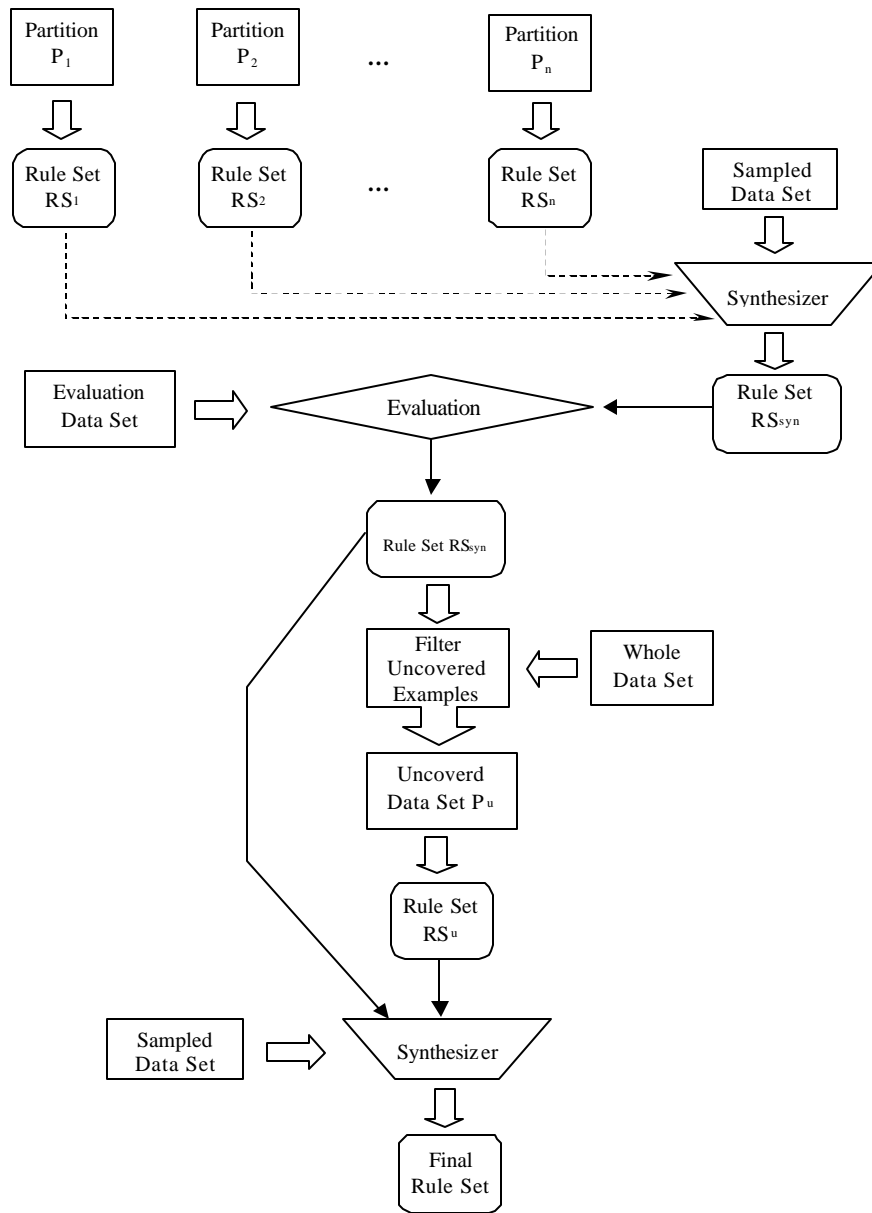 Partition
P1
Partition
P2
...
Partition
Pn
Rule Set
RS1
Rule Set
RS2
...
Rule Set
RSn
Sampled
Data Set
Synthesizer
Evaluation
Data Set
Evaluation
Rule Set
RSsyn
Rule Set RSsyn
Filter
Uncovered
Examples
Whole
Data Set
Uncoverd
Data Set Pu
Rule Set
RSu
Sampled
Data Set
Synthesizer
Final
Rule Set